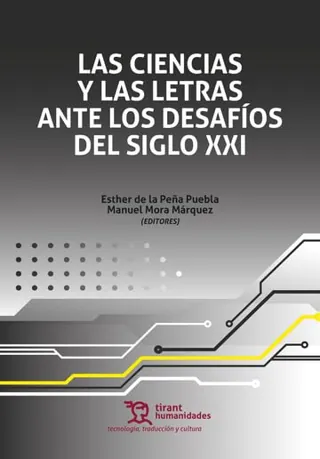 LAS CIENCIAS
Y LAS LETRAS
ANTE LOS DESAFÍOS
DEL SIGLO XXI
Esther de la Peña Puebla
Manuel Mora Márquez
(EDITORES)
tirant
humanidades
tecnología, traducción y cultura